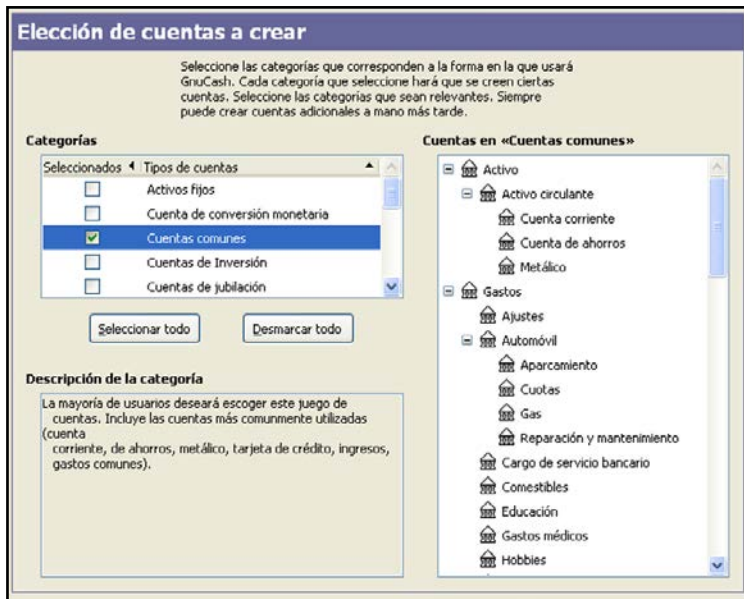 Elección de cuentas a crear
Seleccione las categorías que corresponden a la forma en la que usará
GnuCash. Cada categoría que seleccione hará que se creen ciertas
cuentas. Seleccione las categorias que sean relevantes. Siempre
puede crear cuentas adicionales a mano más tarde.
Categorías
Seleccionados Tipos de cuentas
Activos fijos
Cuenta de conversión monetaria
Cuentas comunes
Cuentas de Inversión
Cuentas de jubilación
Seleccionar todo Desmarcar todo
Descripción de la categoría
La mayoría de usuarios deseará escoger este juego de
cuentas. Incluye las cuentas más comunmente utilizadas
(cuenta
corriente, de ahorros, metálico, tarjeta de crédito, ingresos,
gastos comunes).
Cuentas en «Cuentas comunes»
Activo
Activo circulante
Cuenta corriente
Cuenta de ahorros
Metálico
Gastos
Ajustes
Automóvil
Aparcamiento
Cuotas
Gas
Reparación y mantenimiento
Cargo de servicio bancario
Comestibles
Educación
Gastos médicos
Hobbies